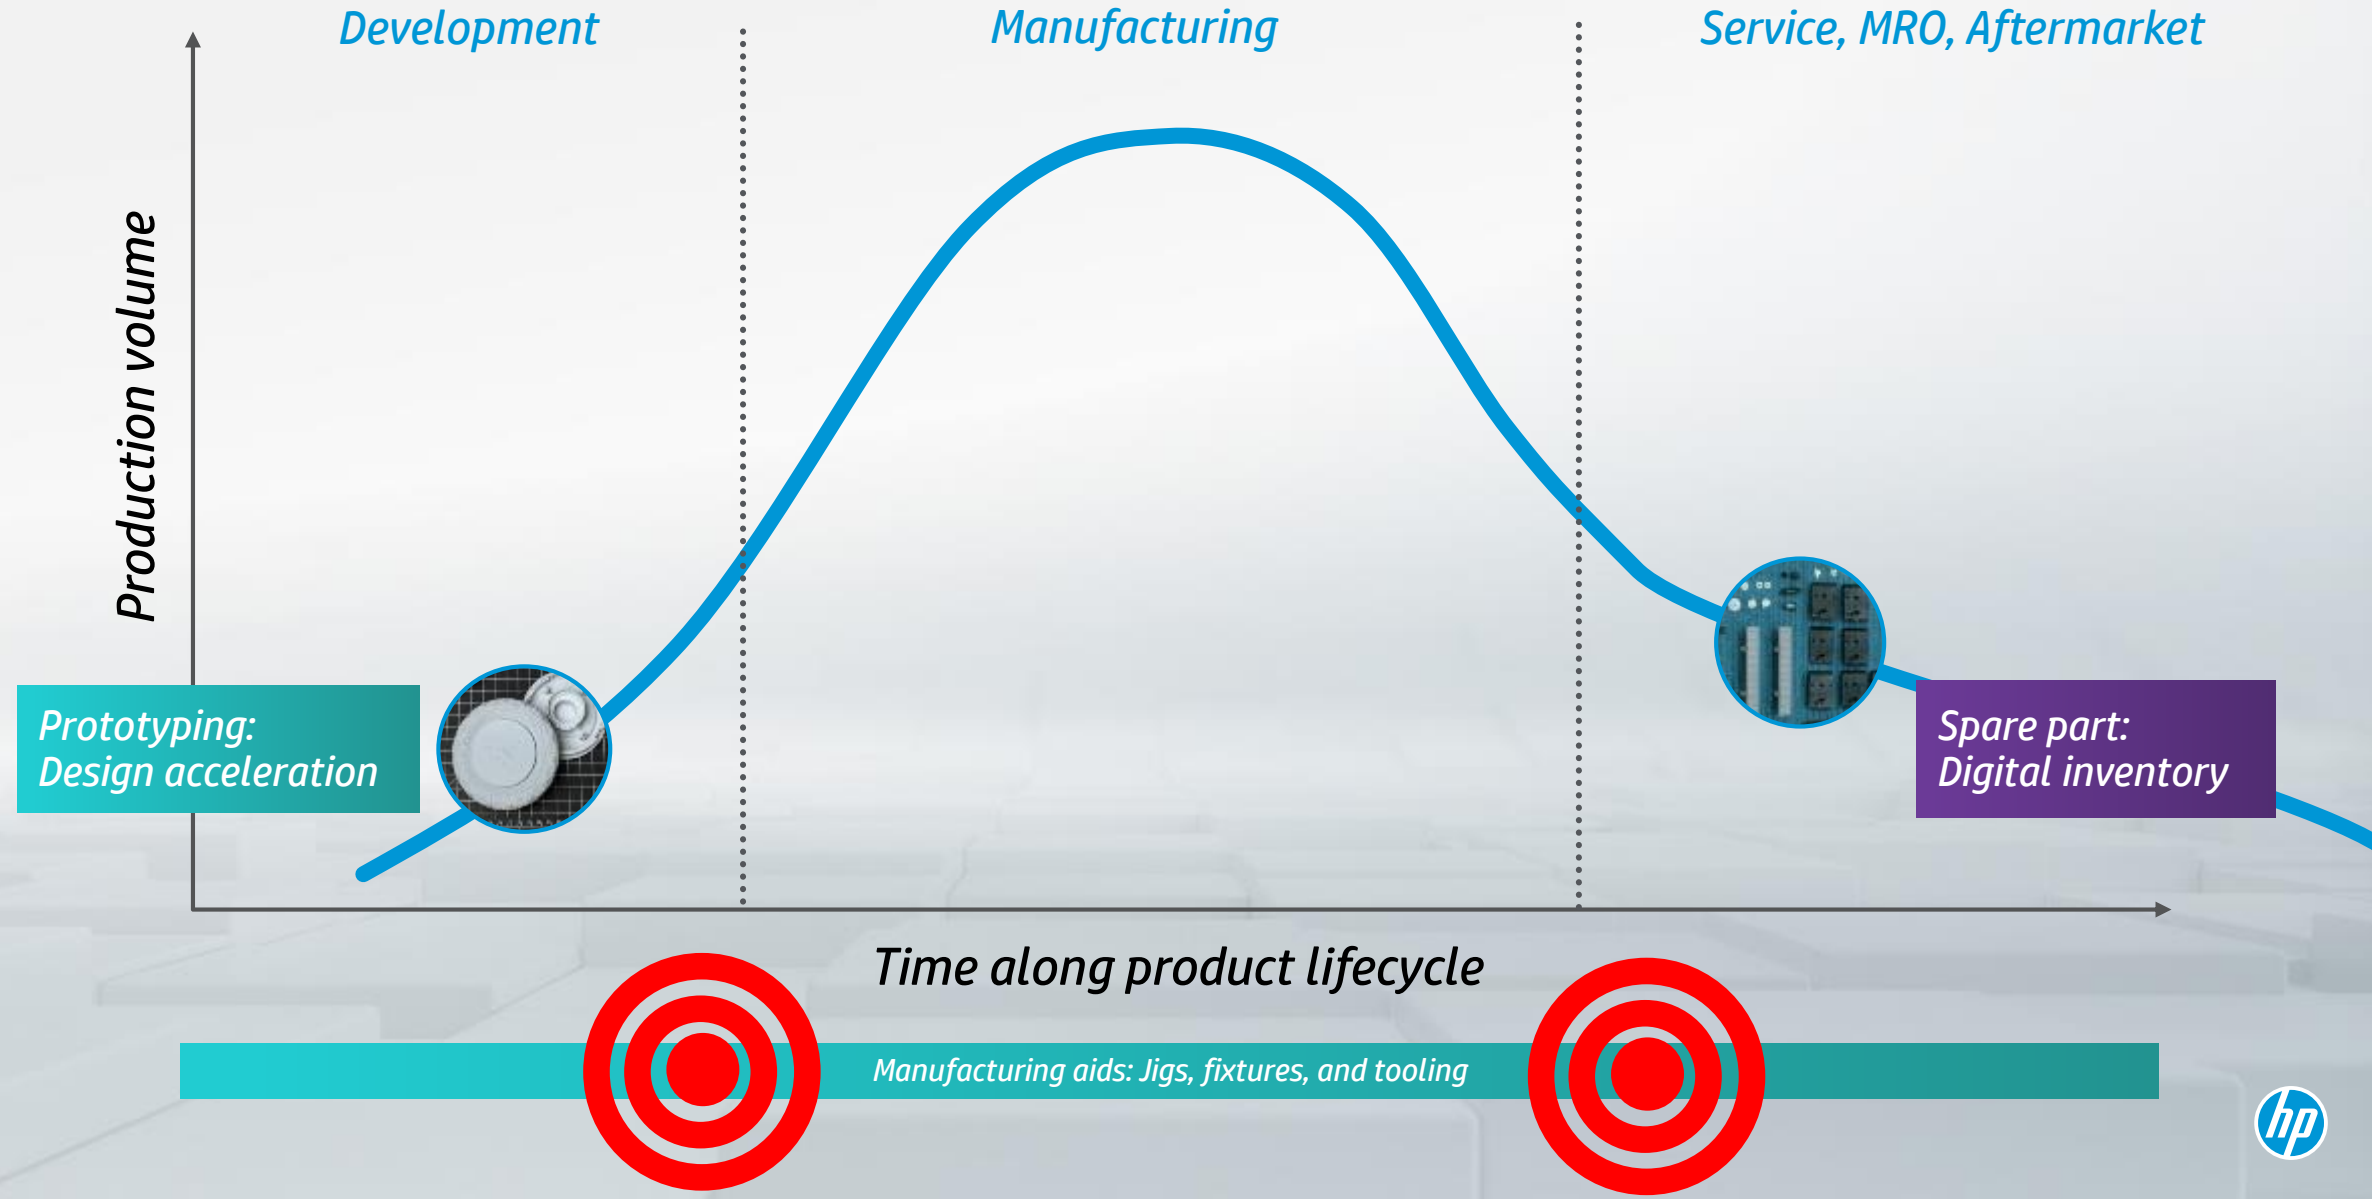 Development
Manufacturing
Service, MRO, Aftermarket
Production volume
Prototyping:
Design acceleration
Spare part:
Digital inventory
Time along product lifecycle
Manufacturing aids: Jigs, fixtures, and tooling
hp